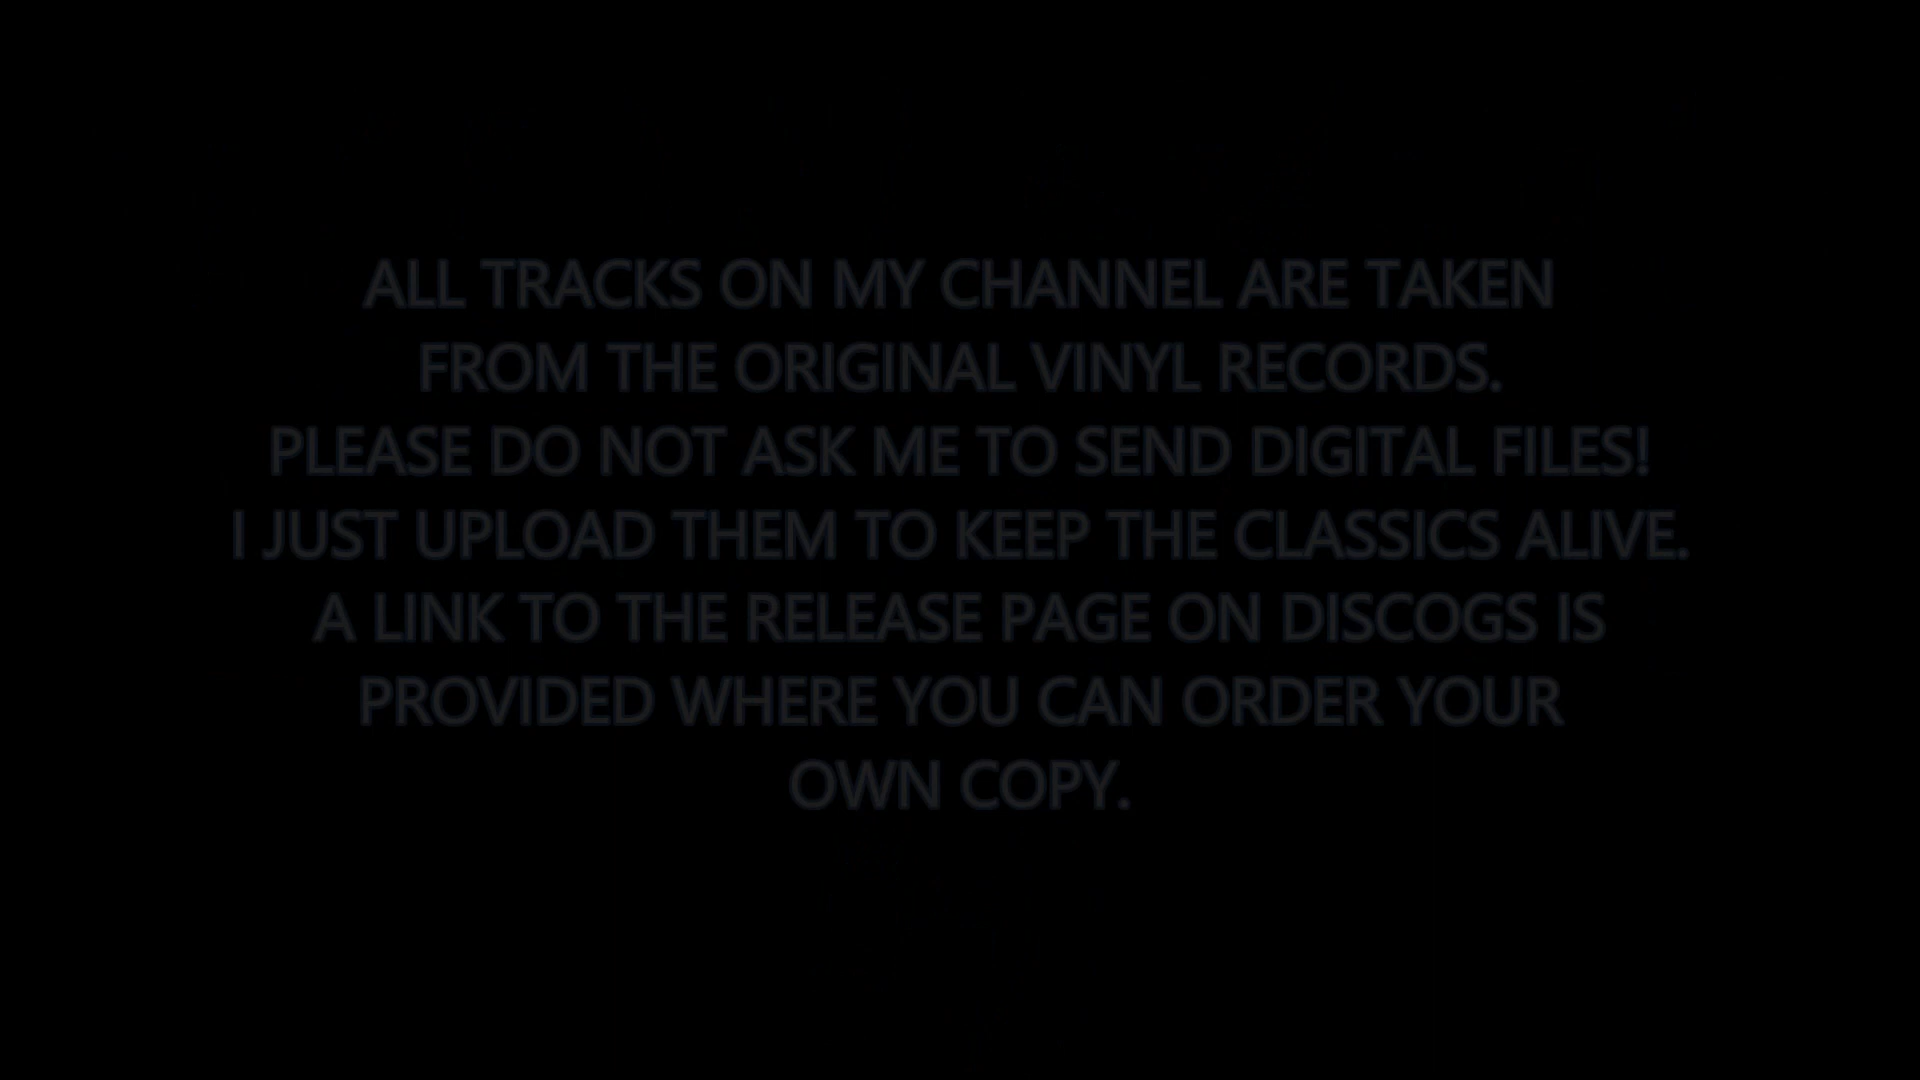 ALL TRACKS ON MY CHANNEL ARE TAKEN
FROM THE ORIGINAL VINYL RECORDS.
PLEASE DO NOT ASK ME TO SEND DIGITAL FILES!
I JUST UPLOAD THEM TO KEEP THE CLASSICS ALIVE.
A LINK TO THE RELEASE PAGE ON DISCOGS IS
PROVIDED WHERE YOU CAN ORDER YOUR
OWN COPY.